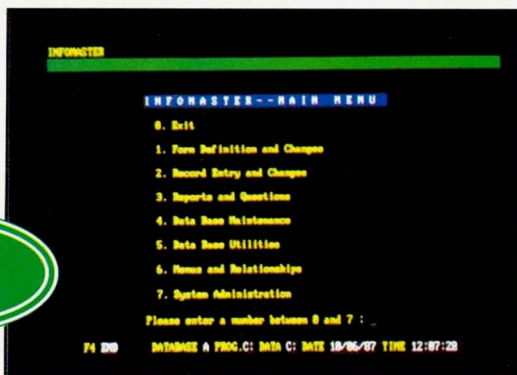 INFOMASTER
INFOMASTER--MAIN MENU
0. Exit
1. Form Definition and Changes
2. Record Entry and Changes
3. Reports and Questions
4. Data Base Maintenance
5. Data Base Utilities
6. Menus and Relationships
7. System Administration
Please enter a number between 0 and 7 : _
F4 END DATABASE A PROG.C: DATA C: DATE 18/06/87 TIME 12:07:28